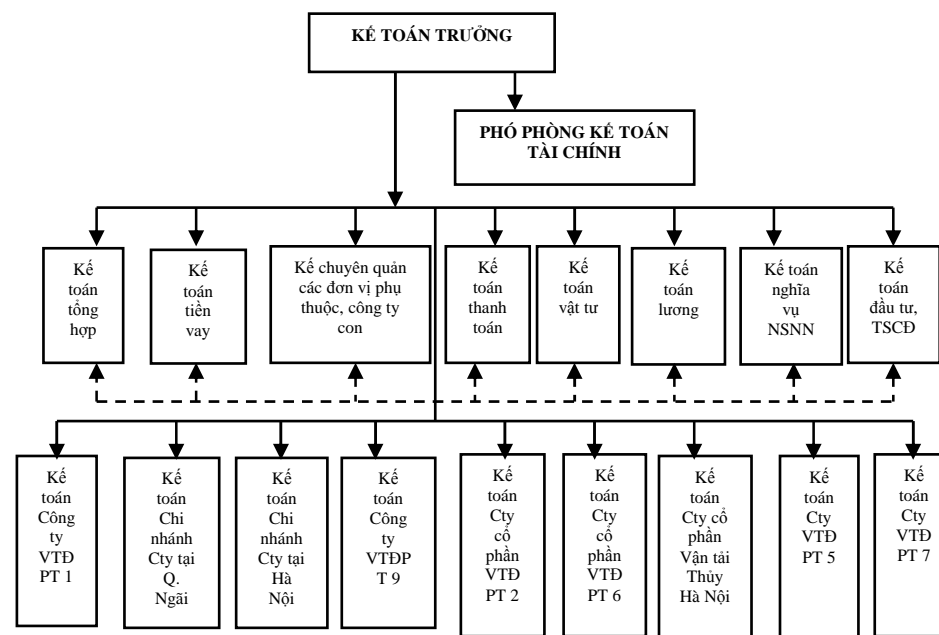 KẾ TOÁN TRƯỞNG
PHÓ PHÒNG KẾ TOÁN
TÀI CHÍNH
Kế
toán
tổng
hợp
Kế
toán
tiền
vay
Kế chuyên quản
các đơn vị phụ
thuộc, công ty
con
Kế
toán
thanh
toán
Kế
toán
vật tư
Kế
toán
lương
Kế toán
nghĩa
vụ
NSNN
Kế
toán
đầu tư,
TSCĐ
Kế
toán
Công
ty
VTĐ
PT 1
Kế
toán
Chi
nhánh
Cty tại
Q.
Ngãi
Kế
toán
Chi
nhánh
Cty tại
Hà
Nội
Kế
toán
Công
ty
VTĐP
T 9
Kế
toán
Cty
cổ
phần
VTĐ
PT 2
Kế
toán
Cty
cổ
phần
VTĐ
PT 6
Kế
toán
Cty cổ
phần
Vận tải
Thủy
Hà Nội
Kế
toán
Cty
VTĐ
PT 5
Kế
toán
Cty
VTĐ
PT 7